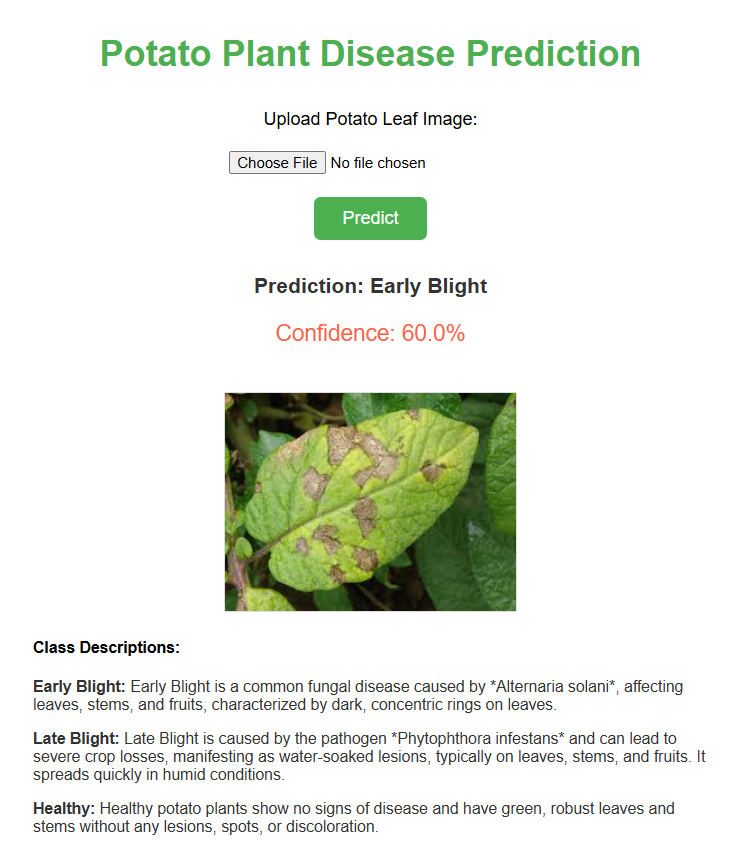 Potato Plant Disease Prediction
Upload Potato Leaf Image:
Choose File No file chosen
Predict
Prediction: Early Blight
Confidence: 60.0%
Class Descriptions:
Early Blight: Early Blight is a common fungal disease caused by *Alternaria solani*, affecting
leaves, stems, and fruits, characterized by dark, concentric rings on leaves.
Late Blight: Late Blight is caused by the pathogen *Phytophthora infestans* and can lead to
severe crop losses, manifesting as water-soaked lesions, typically on leaves, stems, and fruits. It
spreads quickly in humid conditions.
Healthy: Healthy potato plants show no signs of disease and have green, robust leaves and
stems without any lesions, spots, or discoloration.